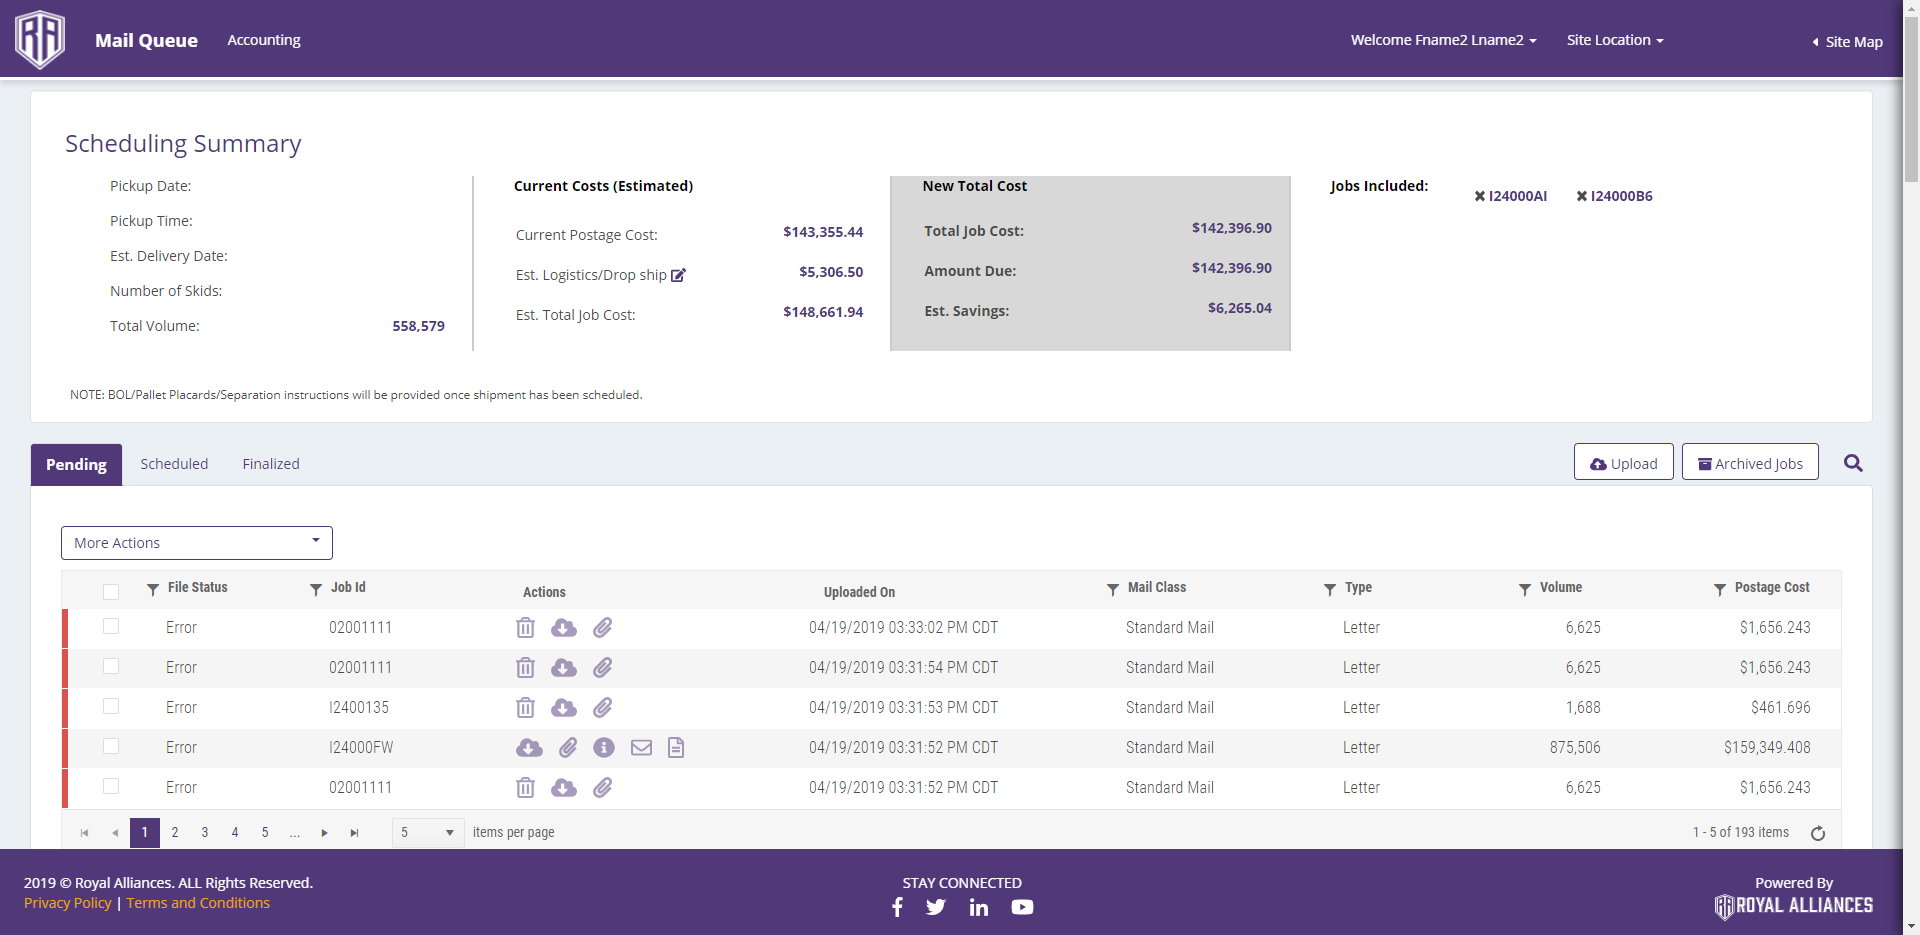 RA Mail Queue Accounting Welcome Fname2 Lname2 Site Location Site Map
Scheduling Summary
Pickup Date:
Pickup Time:
Est. Delivery Date:
Number of Skids:
Total Volume: 558,579
Current Costs (Estimated)
Current Postage Cost: $143,355.44
Est. Logistics/Drop ship $5,306.50
Est. Total Job Cost: $148,661.94
New Total Cost
Total Job Cost: $142,396.90
Amount Due: $142,396.90
Est. Savings: $6,265.04
Jobs Included: I24000AI I24000B6
NOTE: BOL/Pallet Placards/Separation instructions will be provided once shipment has been scheduled.
Pending Scheduled Finalized Upload Archived Jobs
More Actions
File Status Job Id Actions Uploaded On Mail Class Type Volume Postage Cost
Error 02001111 04/19/2019 03:33:02 PM CDT Standard Mail Letter 6,625 $1,656.243
Error 02001111 04/19/2019 03:31:54 PM CDT Standard Mail Letter 6,625 $1,656.243
Error I2400135 04/19/2019 03:31:53 PM CDT Standard Mail Letter 1,688 $461.696
Error I24000FW 04/19/2019 03:31:52 PM CDT Standard Mail Letter 875,506 $159,349.408
Error 02001111 04/19/2019 03:31:52 PM CDT Standard Mail Letter 6,625 $1,656.243
1 2 3 4 5 ... 5 items per page 1 - 5 of 193 items
2019 © Royal Alliances. ALL Rights Reserved.
Privacy Policy | Terms and Conditions
STAY CONNECTED
Powered By
RA ROYAL ALLIANCES